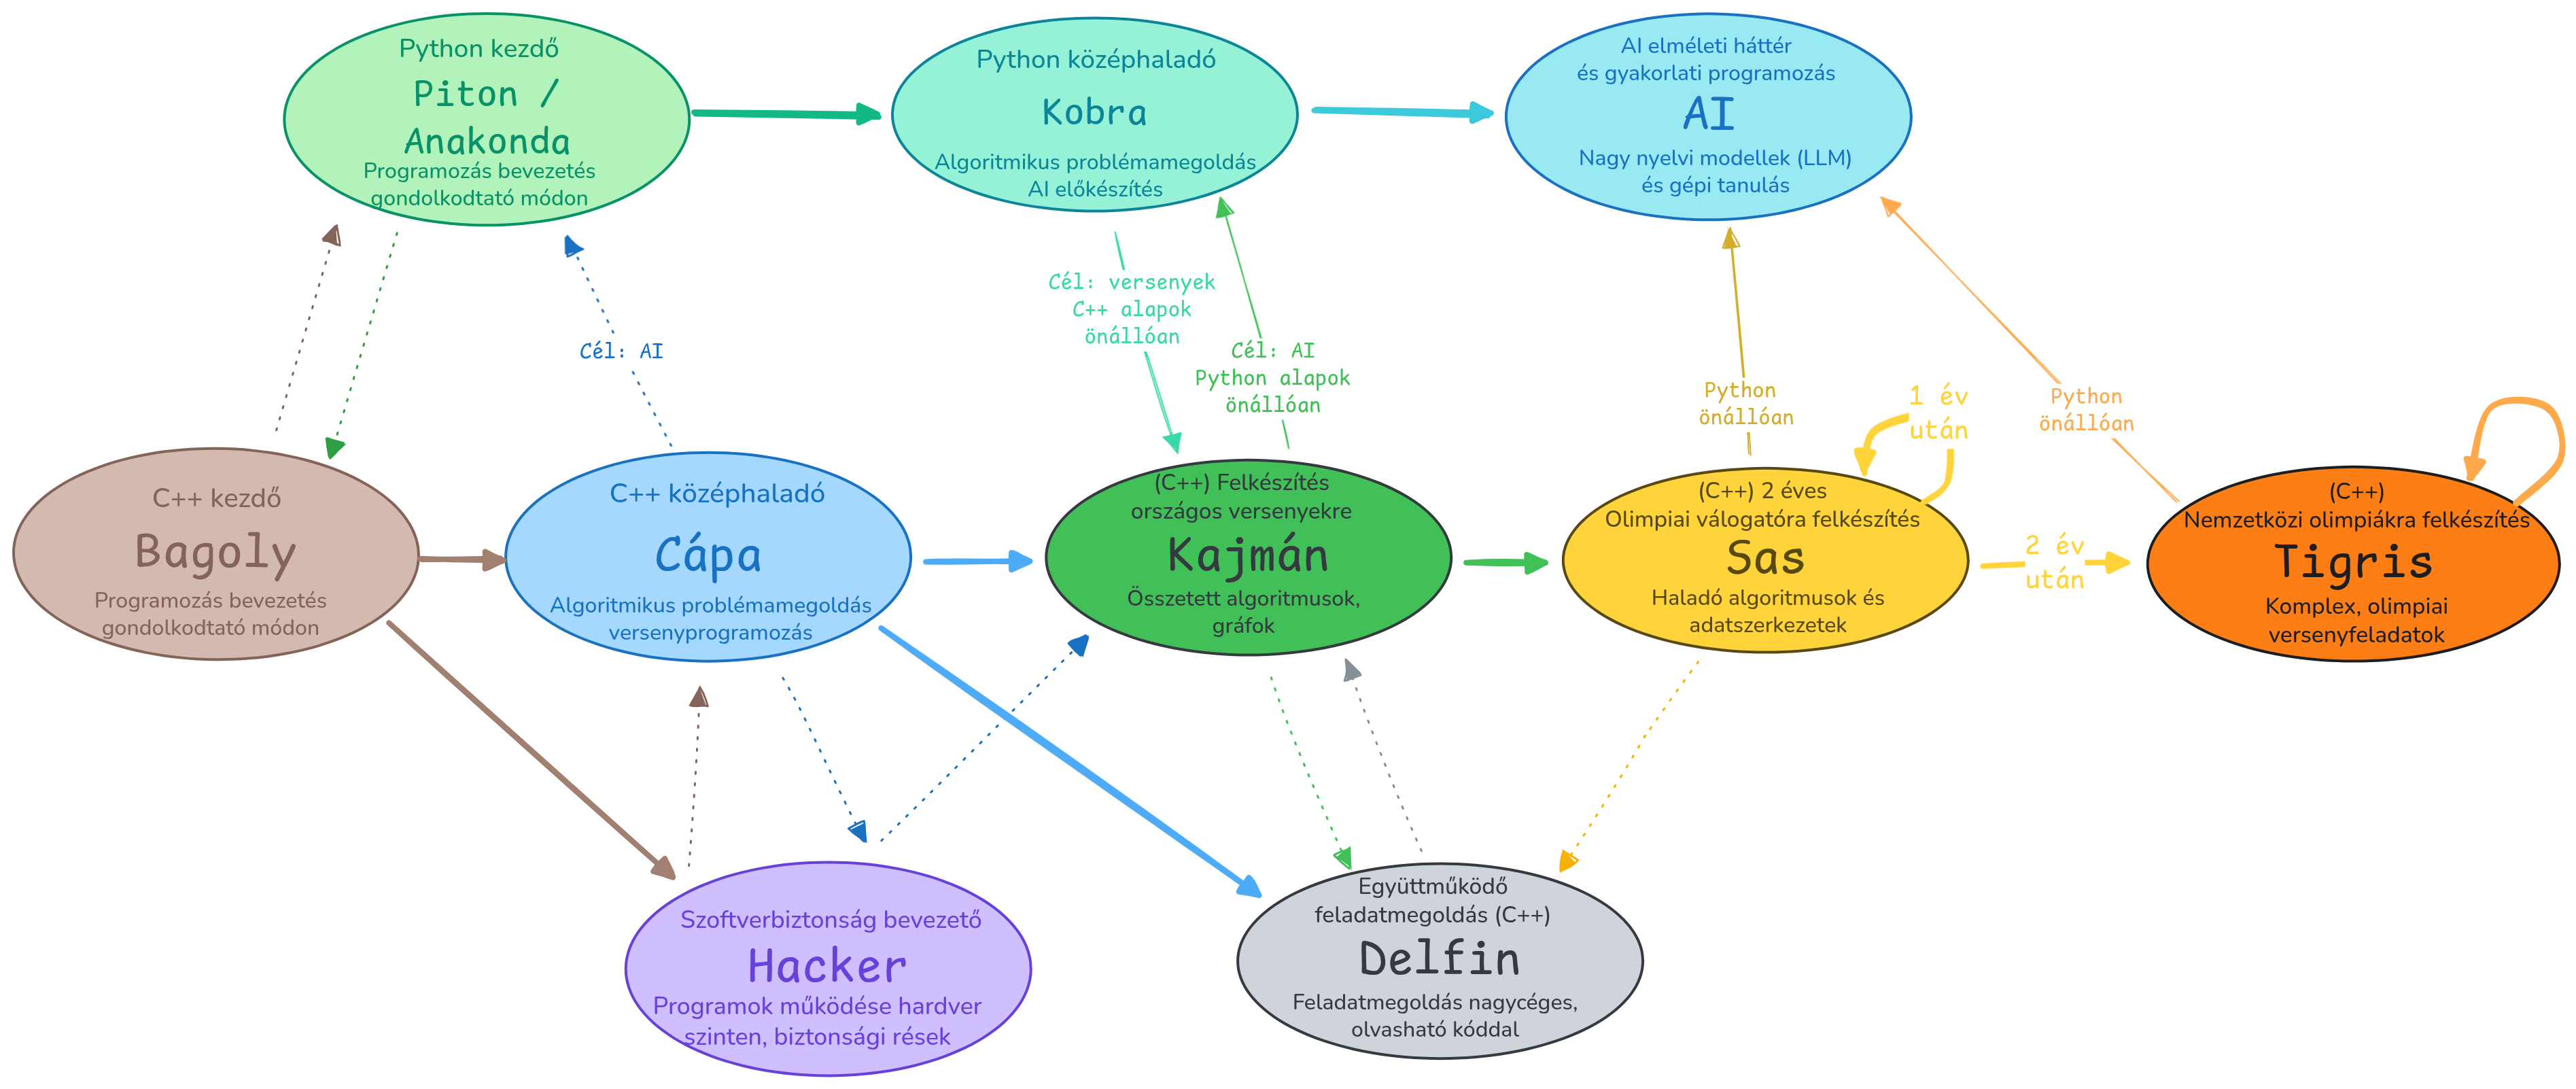 Python kezdő
Piton /
Anakonda
Programozás bevezetés
gondolkodtató módon
Python középhaladó
Kobra
Algoritmikus problémamegoldás
AI előkészítés
AI elméleti háttér
és gyakorlati programozás
AI
Nagy nyelvi modellek (LLM)
és gépi tanulás
Cél: AI
Cél: versenyek
C++ alapok
önállóan
Cél: AI
Python alapok
önállóan
Python
önállóan
1 év
után
Python
önállóan
C++ kezdő
Bagoly
Programozás bevezetés
gondolkodtató módon
C++ középhaladó
Cápa
Algoritmikus problémamegoldás
versenyprogramozás
(C++) Felkészítés
országos versenyekre
Kajmán
Összetett algoritmusok,
gráfok
(C++) 2 éves
Olimpiai válogatóra felkészítés
Sas
Haladó algoritmusok és
adatszerkezetek
2 év
után
(C++)
Nemzetközi olimpiákra felkészítés
Tigris
Komplex, olimpiai
versenyfeladatok
Szoftverbiztonság bevezető
Hacker
Programok működése hardver
szinten, biztonsági rések
Együttműködő
feladatmegoldás (C++)
Delfin
Feladatmegoldás nagycéges,
olvasható kóddal